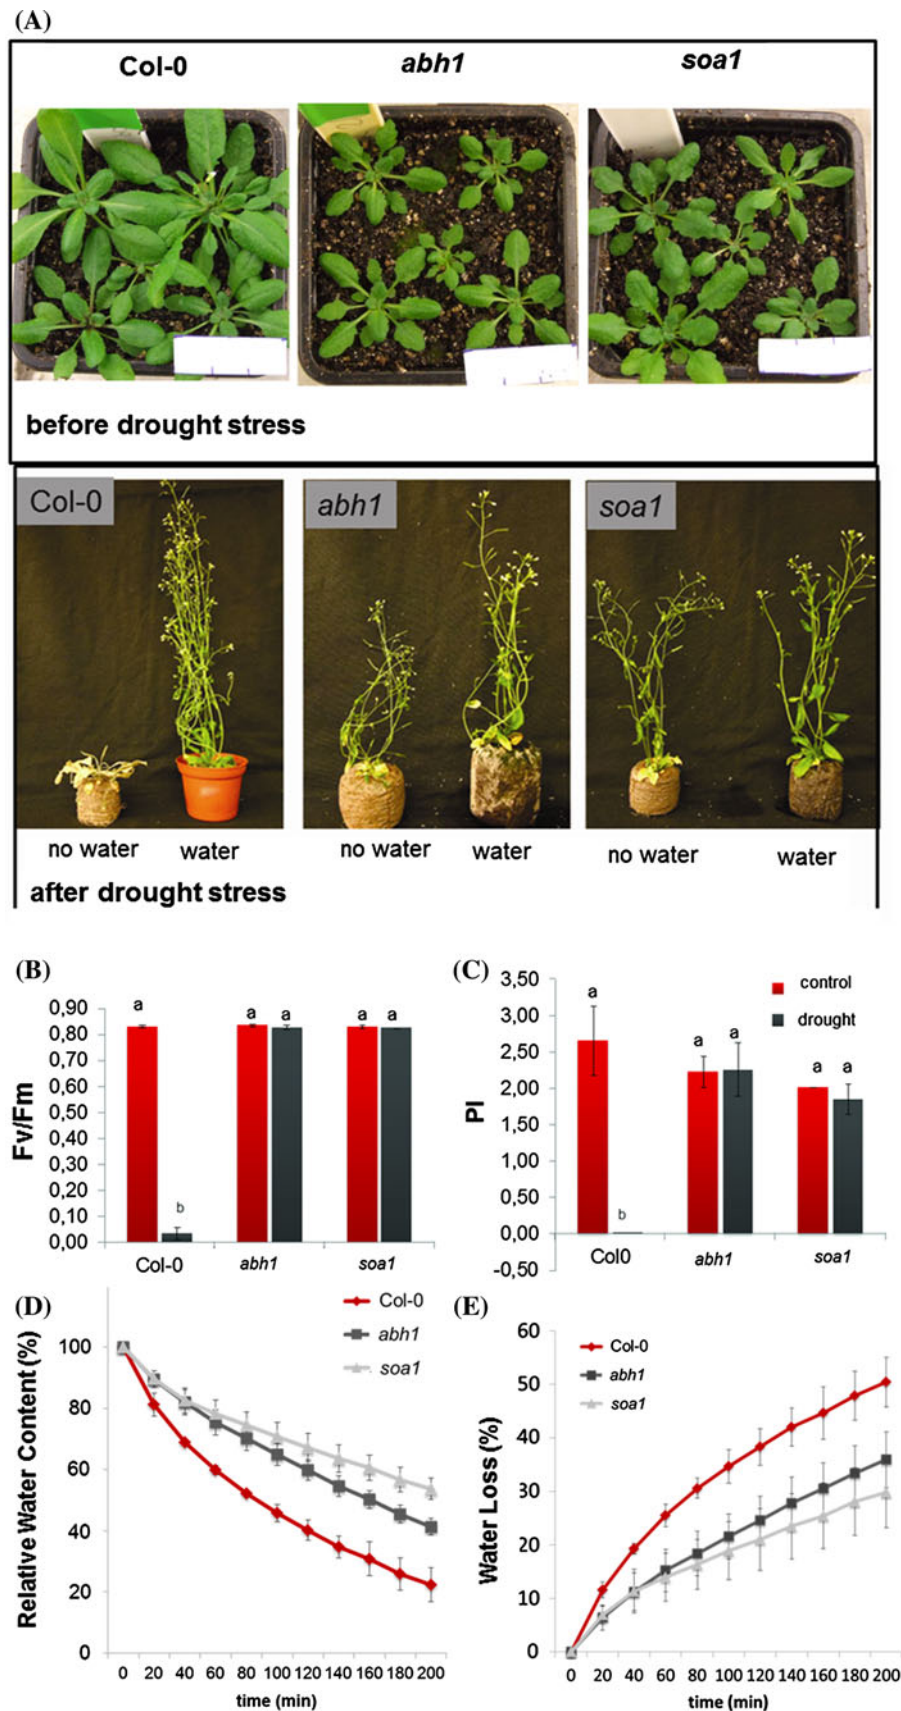 (A)
Col-0 abh1 soa1
before drought stress
Col-0 abh1 soa1
no water water no water water no water water
after drought stress
(B)
Fv/Fm
0,90
0,80
0,70
0,60
0,50
0,40
0,30
0,20
0,10
0,00
a a a a a
b
Col-0 abh1 soa1
(C)
PI
3,50
3,00
2,50
2,00
1,50
1,00
0,50
0,00
-0,50
control
drought
a a a a a
b
Col0 abh1 soa1
(D)
Relative Water Content (%)
100
80
60
40
20
0
Col-0
abh1
soa1
0 20 40 60 80 100 120 140 160 180 200
time (min)
(E)
Water Loss (%)
60
50
40
30
20
10
0
Col-0
abh1
soa1
0 20 40 60 80 100 120 140 160 180 200
time (min)